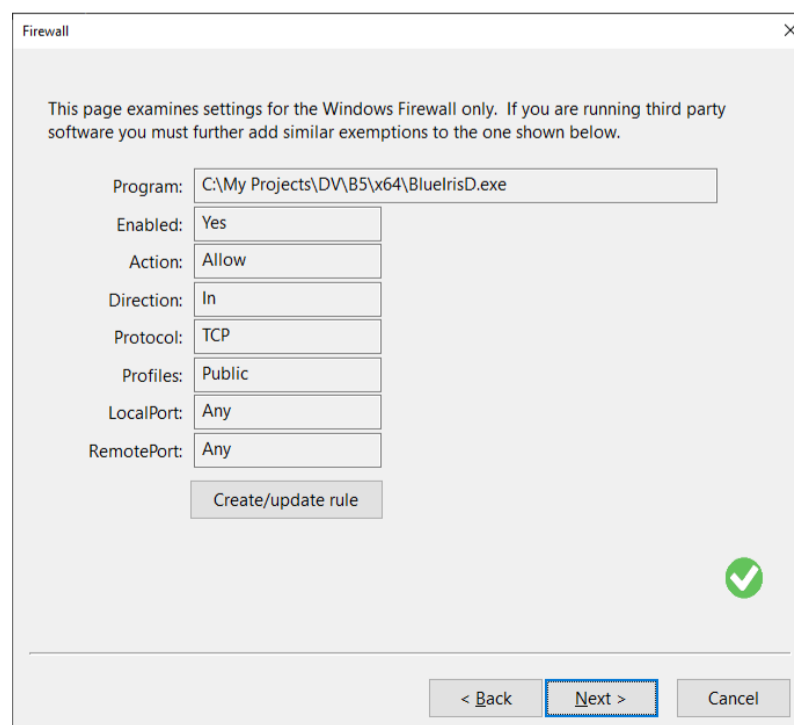 Firewall
This page examines settings for the Windows Firewall only.  If you are running third party
software you must further add similar exemptions to the one shown below.
Program: C:\My Projects\DV\B5\x64\BlueIrisD.exe
Enabled: Yes
Action: Allow
Direction: In
Protocol: TCP
Profiles: Public
LocalPort: Any
RemotePort: Any
Create/update rule
< Back Next > Cancel